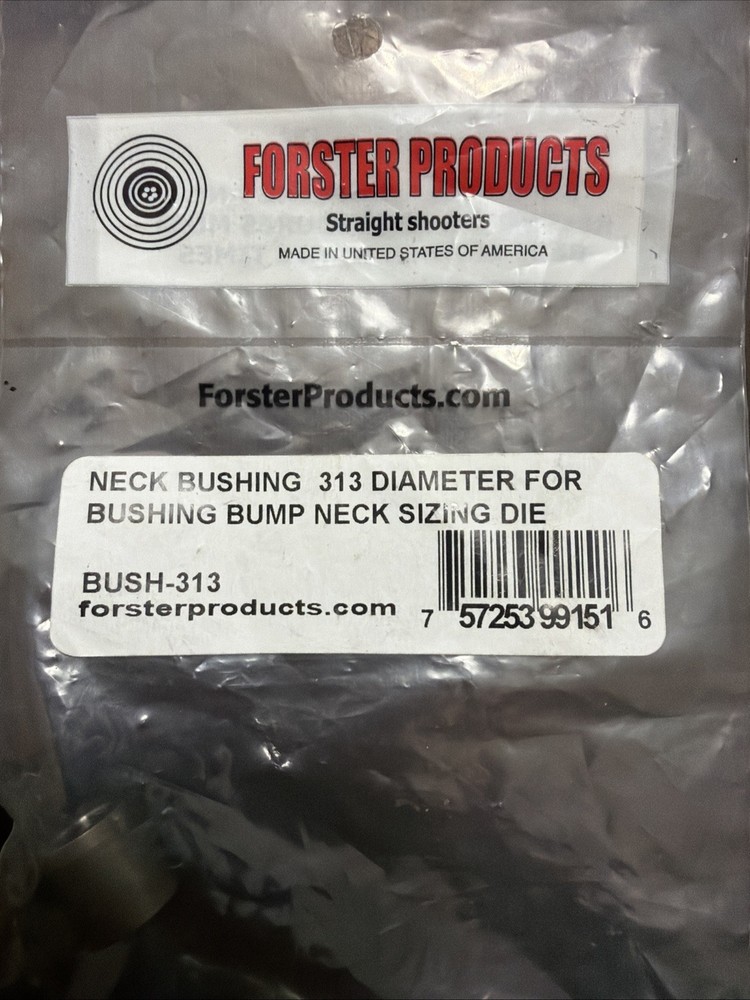 FORSTER PRODUCTS
Straight shooters
MADE IN UNITED STATES OF AMERICA
ForsterProducts.com
NECK BUSHING 313 DIAMETER FOR
BUSHING BUMP NECK SIZING DIE
BUSH-313
forsterproducts.com
7 57253 99151 6